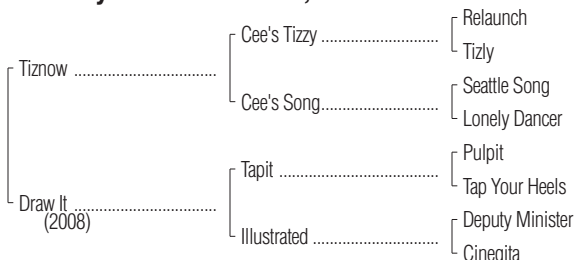 Relaunch
Cee's Tizzy ..............................
Tizly
Tiznow ....................................
Seattle Song
Cee's Song..............................
Lonely Dancer
Pulpit
Tapit ........................................
Tap Your Heels
Draw It ....................................
(2008)
Deputy Minister
Illustrated ................................
Cinegita